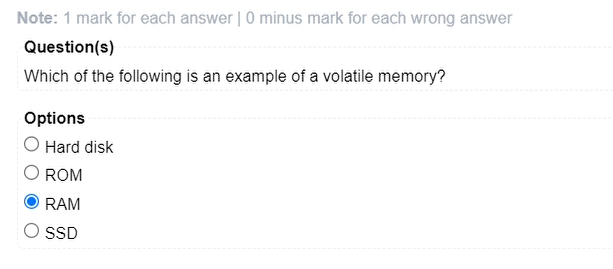 Note: 1 mark for each answer | 0 minus mark for each wrong answer
Question(s)
Which of the following is an example of a volatile memory?
Options
Hard disk
ROM
RAM
SSD